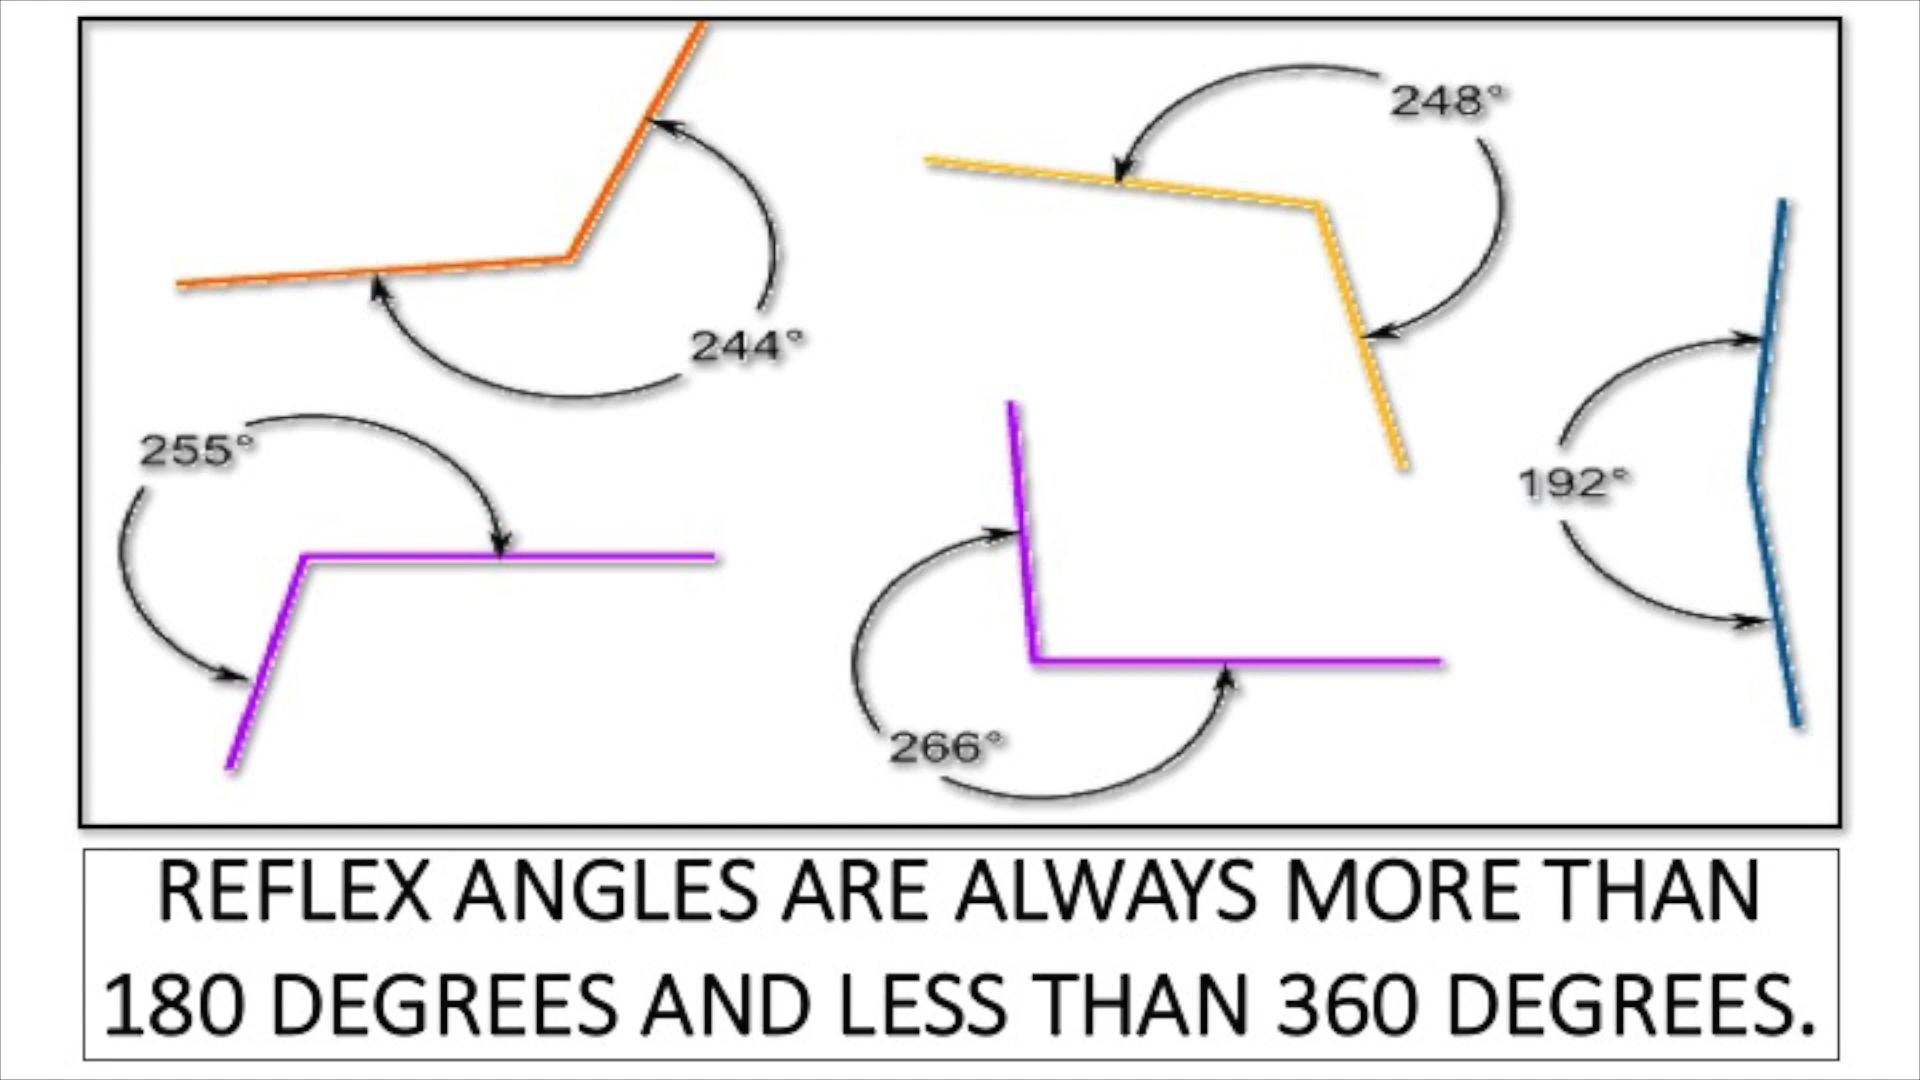 248°
244°
255°
192°
266°
REFLEX ANGLES ARE ALWAYS MORE THAN
180 DEGREES AND LESS THAN 360 DEGREES.